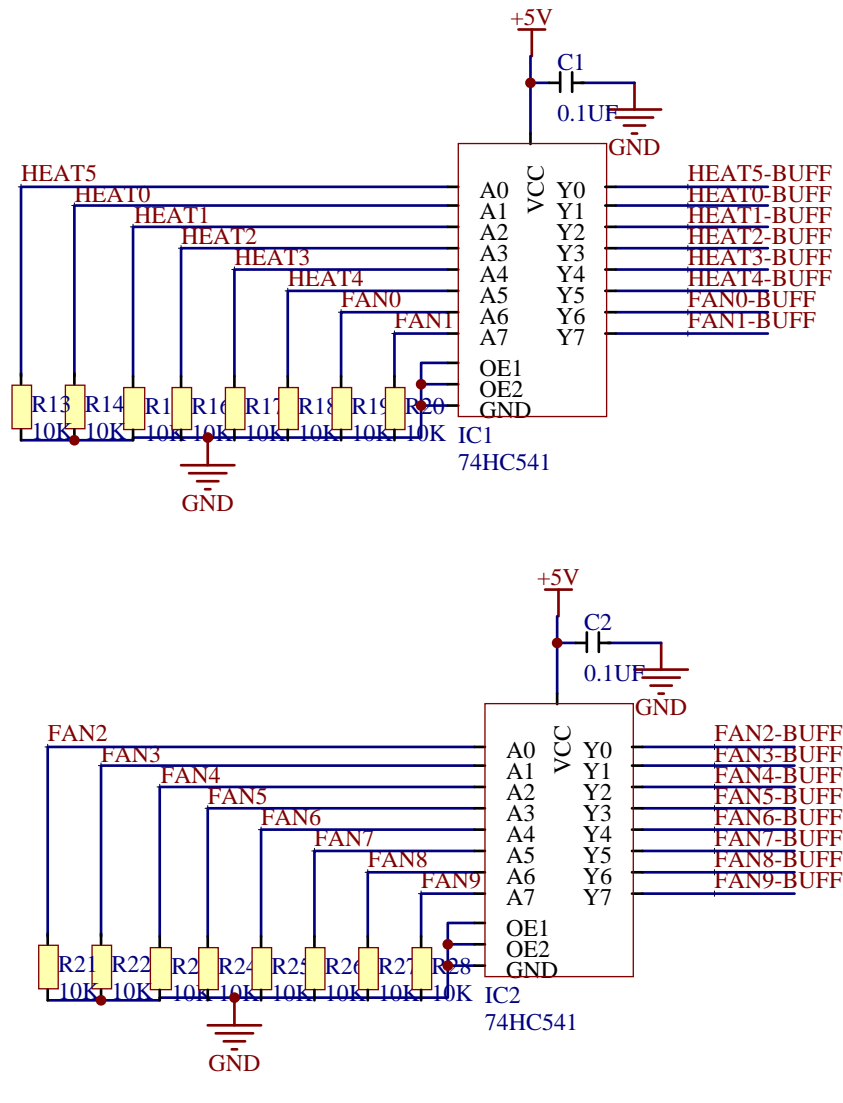 +5V
C1
0.1UF
GND
HEAT5
HEAT0
HEAT1
HEAT2
HEAT3
HEAT4
FAN0
FAN1
VCC
A0 Y0
A1 Y1
A2 Y2
A3 Y3
A4 Y4
A5 Y5
A6 Y6
A7 Y7
OE1
OE2
GND
HEAT5-BUFF
HEAT0-BUFF
HEAT1-BUFF
HEAT2-BUFF
HEAT3-BUFF
HEAT4-BUFF
FAN0-BUFF
FAN1-BUFF
R13 R14 R1 R16 R17 R18 R19 R20
10K 10K 10K 10K 10K 10K 10K 10K
IC1
74HC541
GND
+5V
C2
0.1UF
GND
FAN2
FAN3
FAN4
FAN5
FAN6
FAN7
FAN8
FAN9
VCC
A0 Y0
A1 Y1
A2 Y2
A3 Y3
A4 Y4
A5 Y5
A6 Y6
A7 Y7
OE1
OE2
GND
FAN2-BUFF
FAN3-BUFF
FAN4-BUFF
FAN5-BUFF
FAN6-BUFF
FAN7-BUFF
FAN8-BUFF
FAN9-BUFF
R21 R22 R2 R24 R25 R26 R27 R28
10K 10K 10K 10K 10K 10K 10K 10K
IC2
74HC541
GND